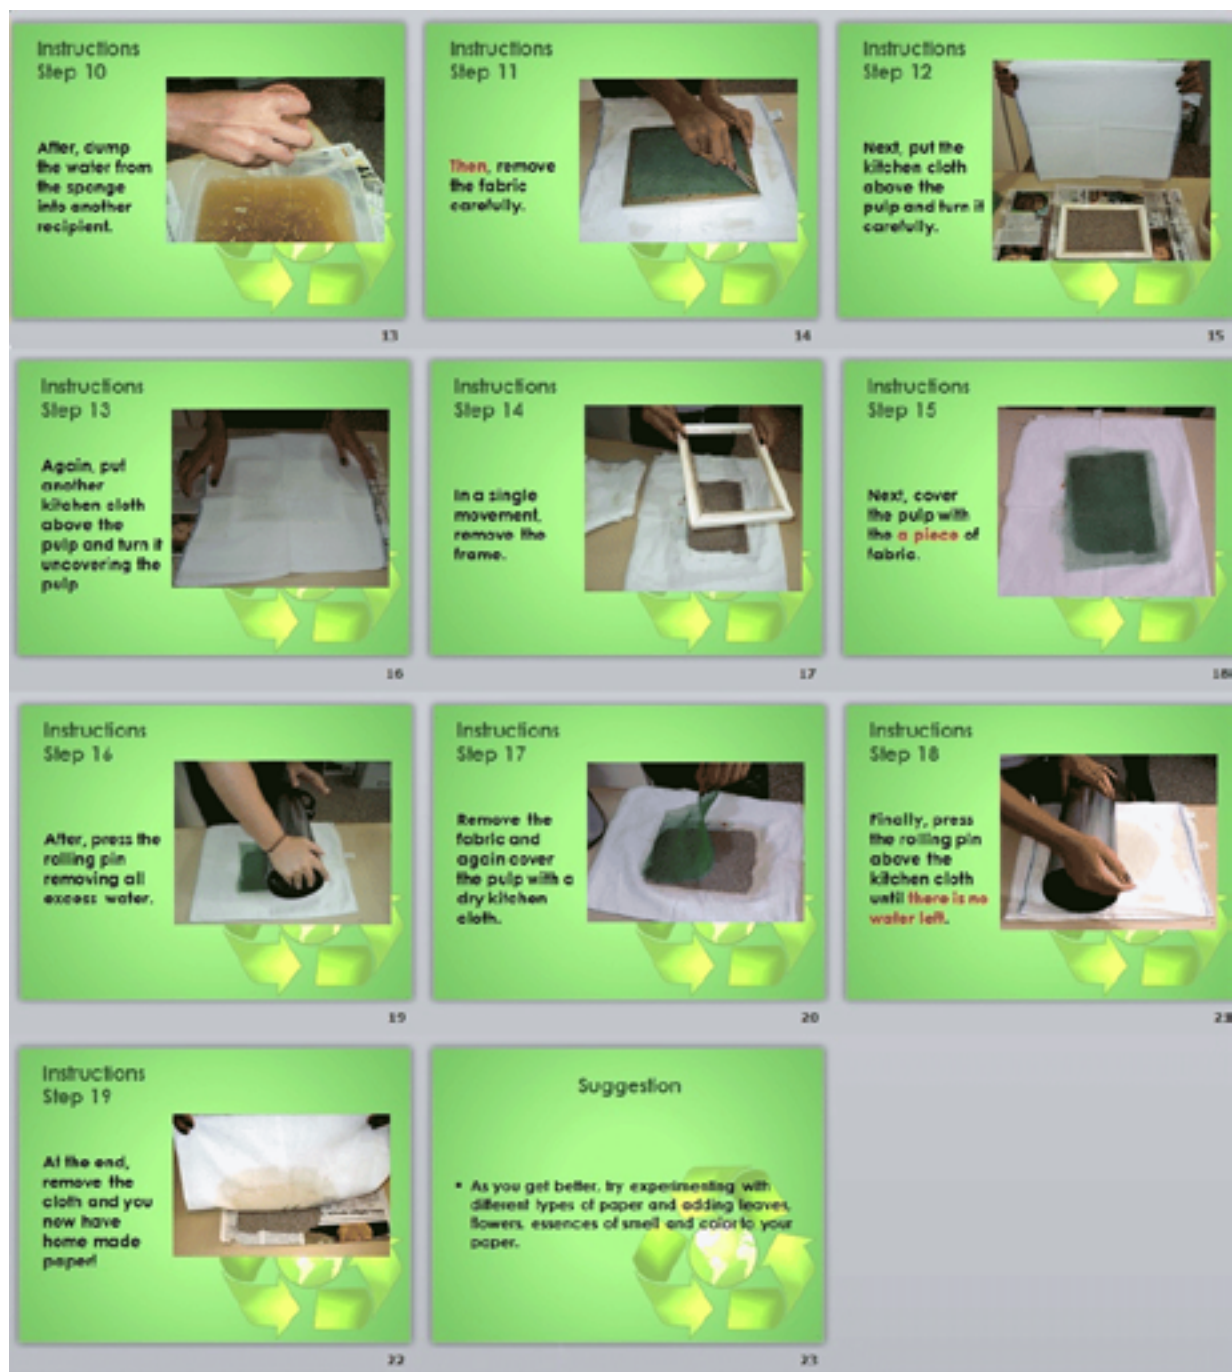 Instructions
Step 10
After, dump
the water from
the sponge
into another
recipient.
13
Instructions
Step 11
Then, remove
the fabric
carefully.
14
Instructions
Step 12
Next, put the
kitchen cloth
above the
pulp and turn it
carefully.
15
Instructions
Step 13
Again, put
another
kitchen cloth
above the
pulp and turn it
uncovering the
pulp
16
Instructions
Step 14
In a single
movement,
remove the
frame.
17
Instructions
Step 15
Next, cover
the pulp with
the a piece of
fabric.
18
Instructions
Step 16
After, press the
rolling pin
removing all
excess water.
19
Instructions
Step 17
Remove the
fabric and
again cover
the pulp with a
dry kitchen
cloth.
20
Instructions
Step 18
Finally, press
the rolling pin
above the
kitchen cloth
until there is no
water left.
21
Instructions
Step 19
At the end,
remove the
cloth and you
now have
home made
paper!
22
Suggestion
• As you get better, try experimenting with
different types of paper and adding leaves,
flowers, essences of smell and color to your
paper.
23